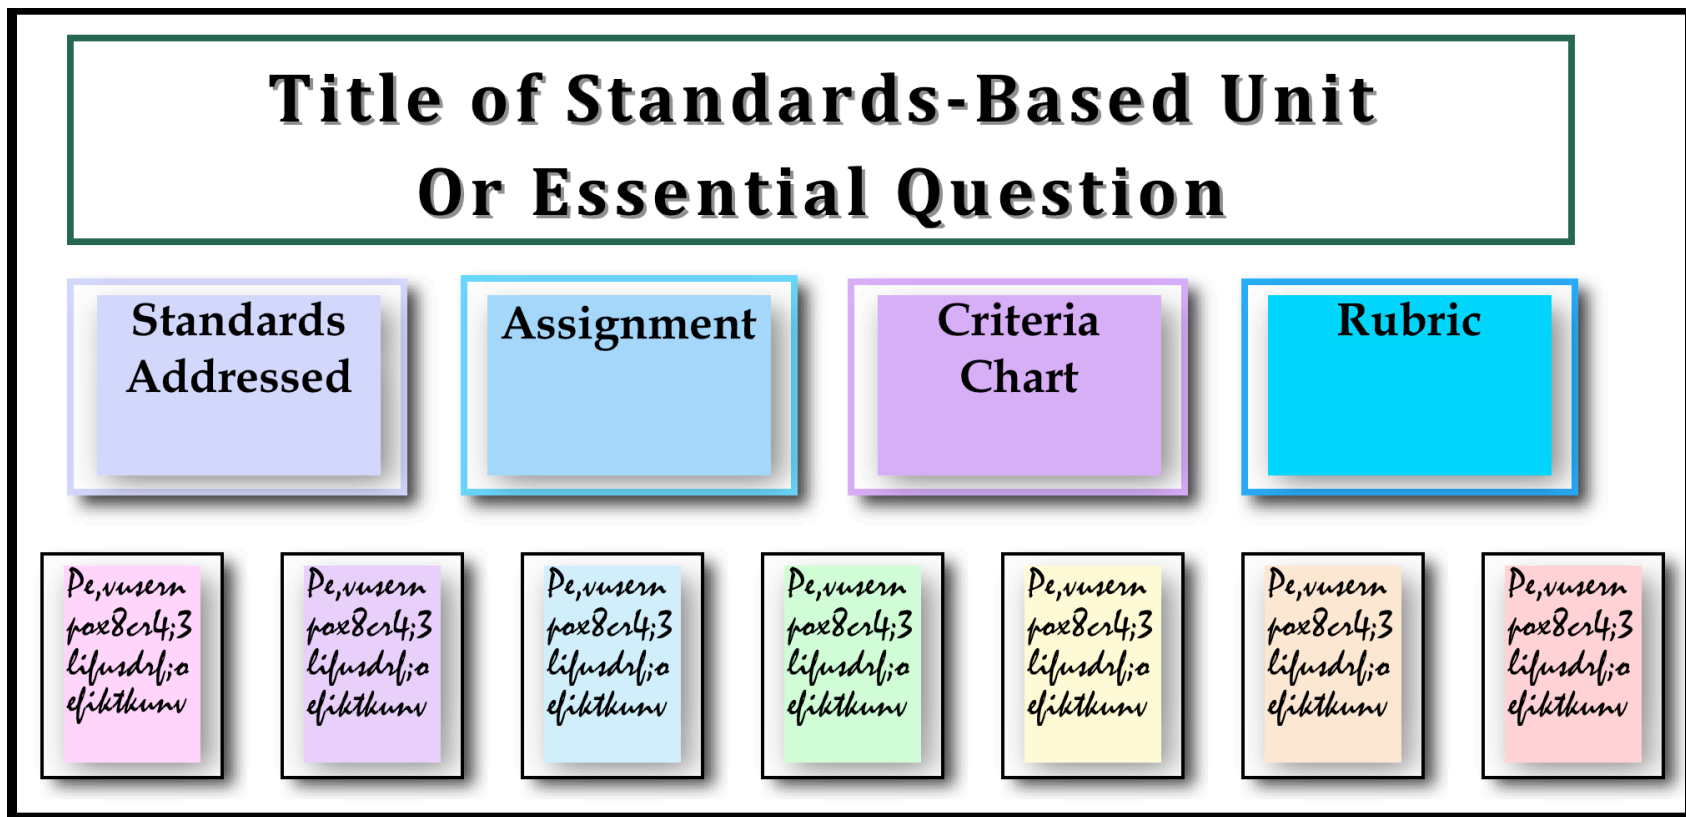 Title of Standards-Based Unit
Or Essential Question
Standards
Addressed
Assignment
Criteria
Chart
Rubric
Pe,vusern
pox8cr4;3
lifusdrf;o
efiktkunv
Pe,vusern
pox8cr4;3
lifusdrf;o
efiktkunv
Pe,vusern
pox8cr4;3
lifusdrf;o
efiktkunv
Pe,vusern
pox8cr4;3
lifusdrf;o
efiktkunv
Pe,vusern
pox8cr4;3
lifusdrf;o
efiktkunv
Pe,vusern
pox8cr4;3
lifusdrf;o
efiktkunv
Pe,vusern
pox8cr4;3
lifusdrf;o
efiktkunv